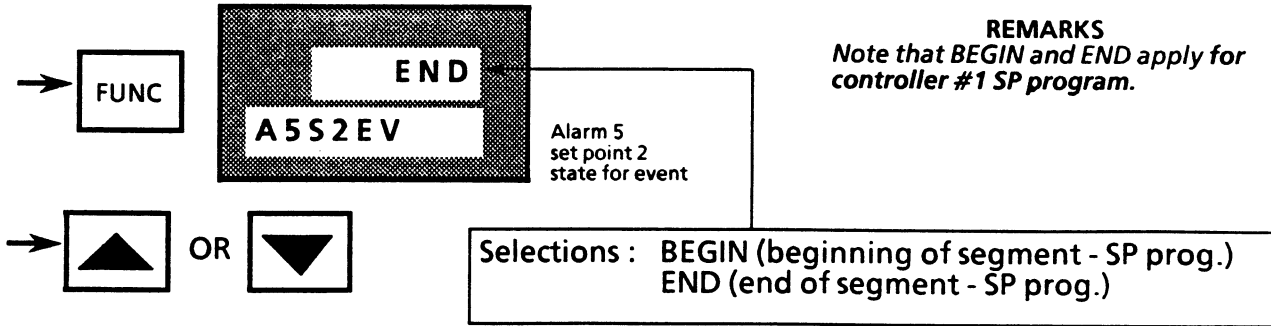 REMARKS
Note that BEGIN and END apply for
controller #1 SP program.
FUNC
END
A5S2EV
Alarm 5
set point 2
state for event
OR
Selections : BEGIN (beginning of segment - SP prog.)
END (end of segment - SP prog.)